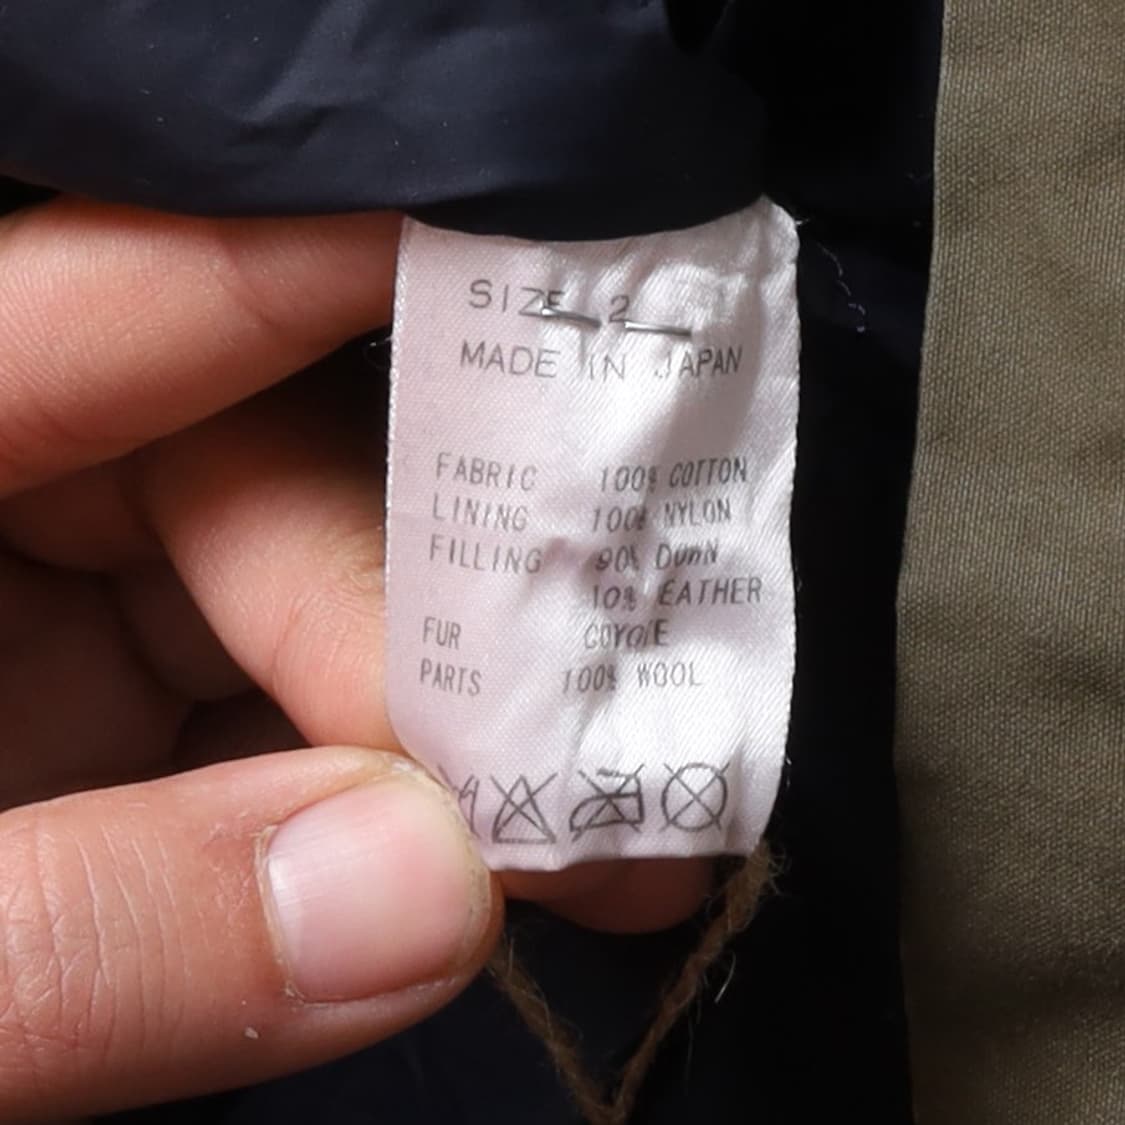 SIZE 2
MADE IN JAPAN
FABRIC 100% COTTON
LINING 100% NYLON
FILLING 90% DOWN
10% FEATHER
FUR COYOTE
PARTS 100% WOOL